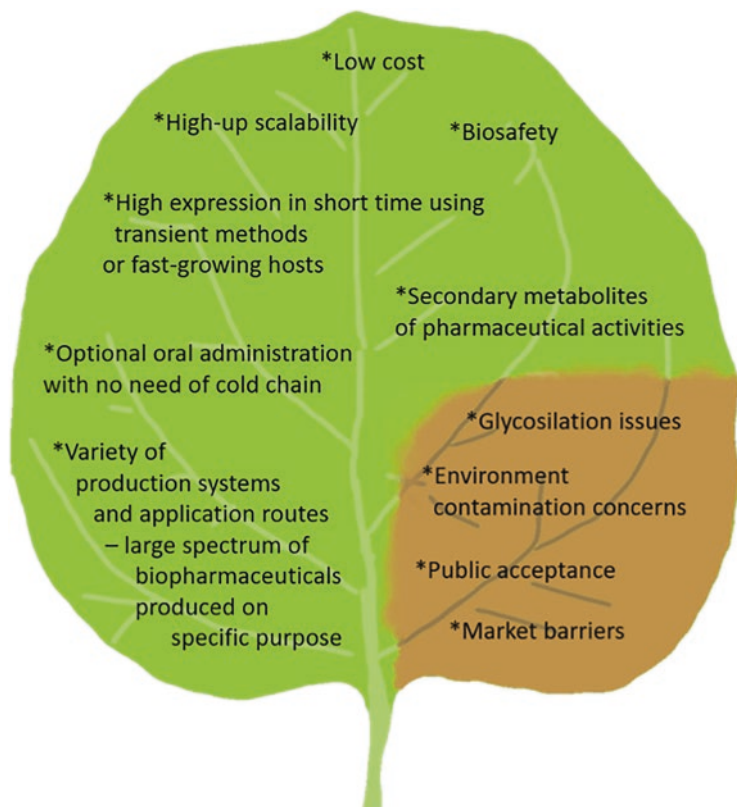 *Low cost
*High-up scalability
*Biosafety
*High expression in short time using
transient methods
or fast-growing hosts
*Secondary metabolites
of pharmaceutical activities
*Optional oral administration
with no need of cold chain
*Glycosilation issues
*Variety of
production systems
and application routes
– large spectrum of
biopharmaceuticals
produced on
specific purpose
*Environment
contamination concerns
*Public acceptance
*Market barriers